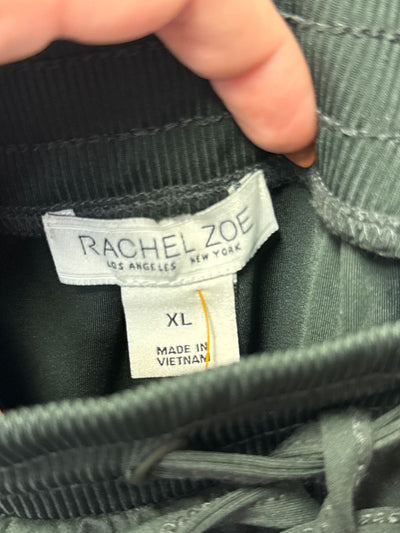 RACHEL ZOE
LOS ANGELES NEW YORK
XL
MADE IN
VIETNAM